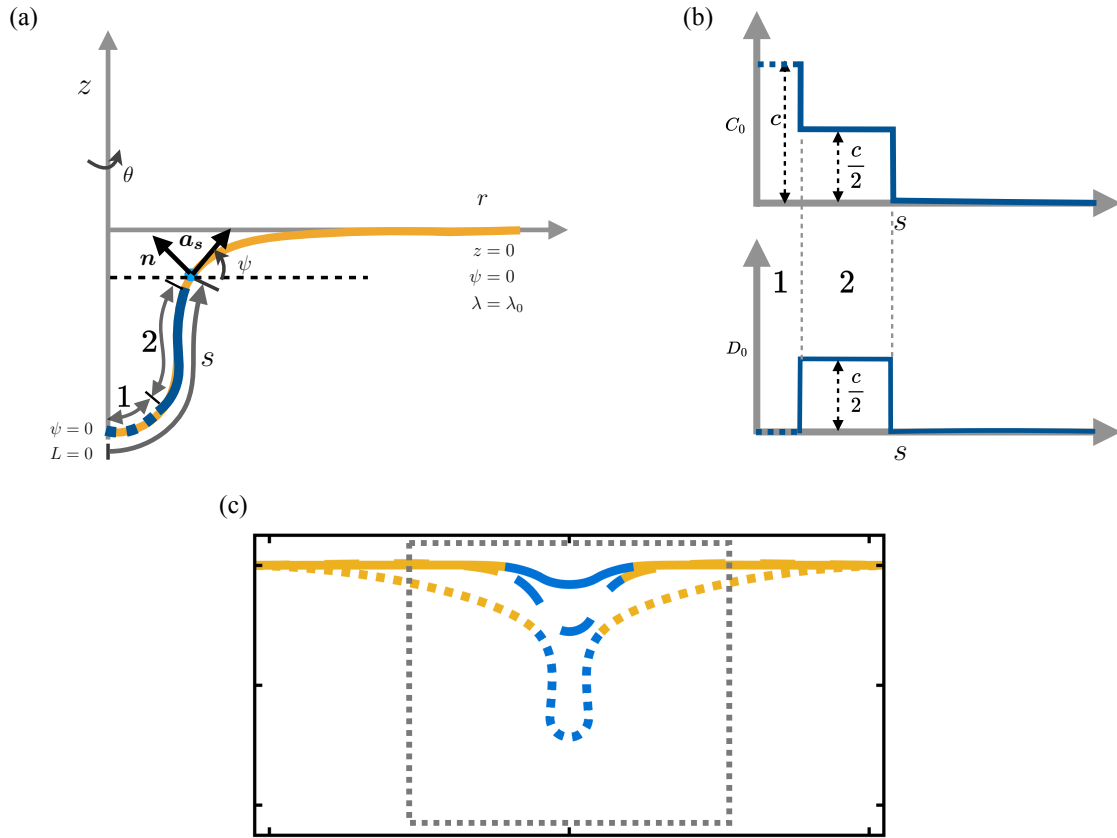 (a)
z
θ
r
n
a_s
ψ
z = 0
ψ = 0
λ = λ_0
2
s
1
ψ = 0
L = 0
(b)
C_0
c
c/2
s
1
2
D_0
c/2
s
(c)